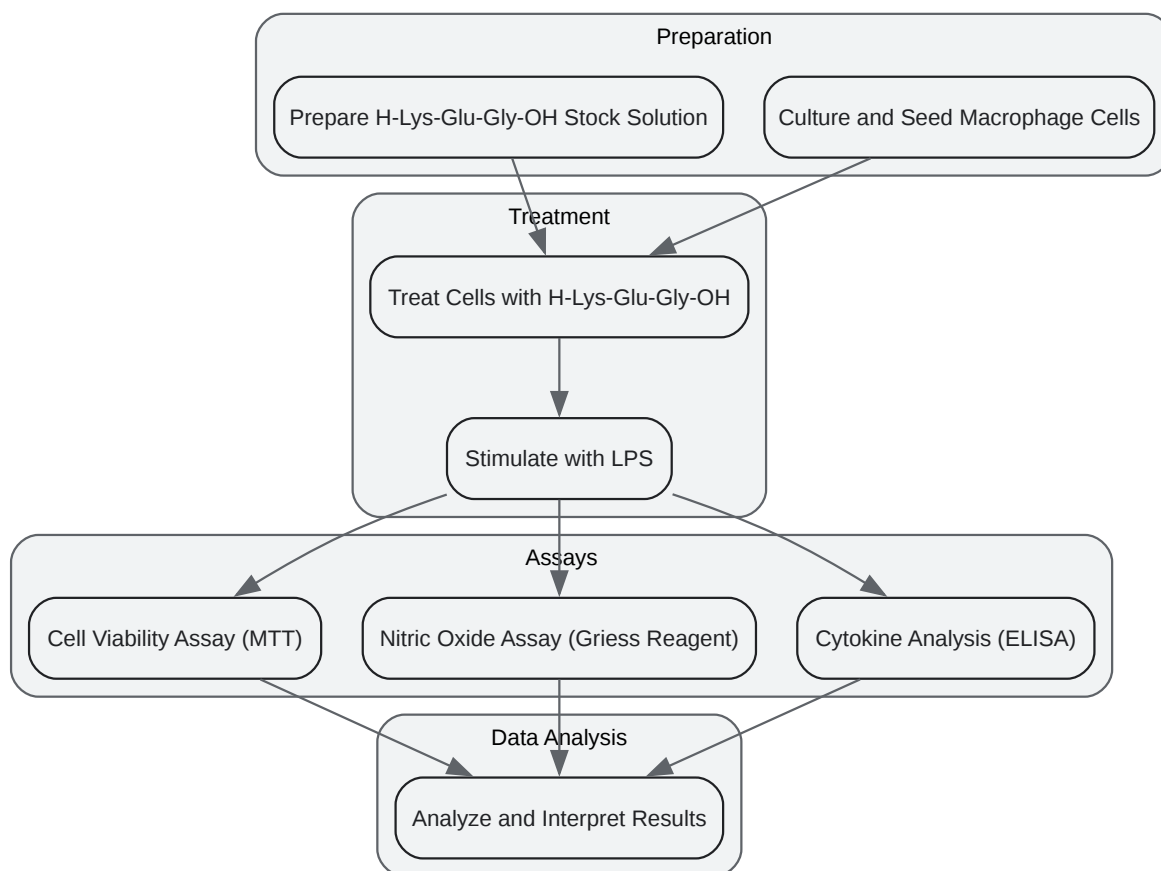 Preparation
Prepare H-Lys-Glu-Gly-OH Stock Solution
Culture and Seed Macrophage Cells
Treatment
Treat Cells with H-Lys-Glu-Gly-OH
Stimulate with LPS
Assays
Cell Viability Assay (MTT)
Nitric Oxide Assay (Griess Reagent)
Cytokine Analysis (ELISA)
Data Analysis
Analyze and Interpret Results